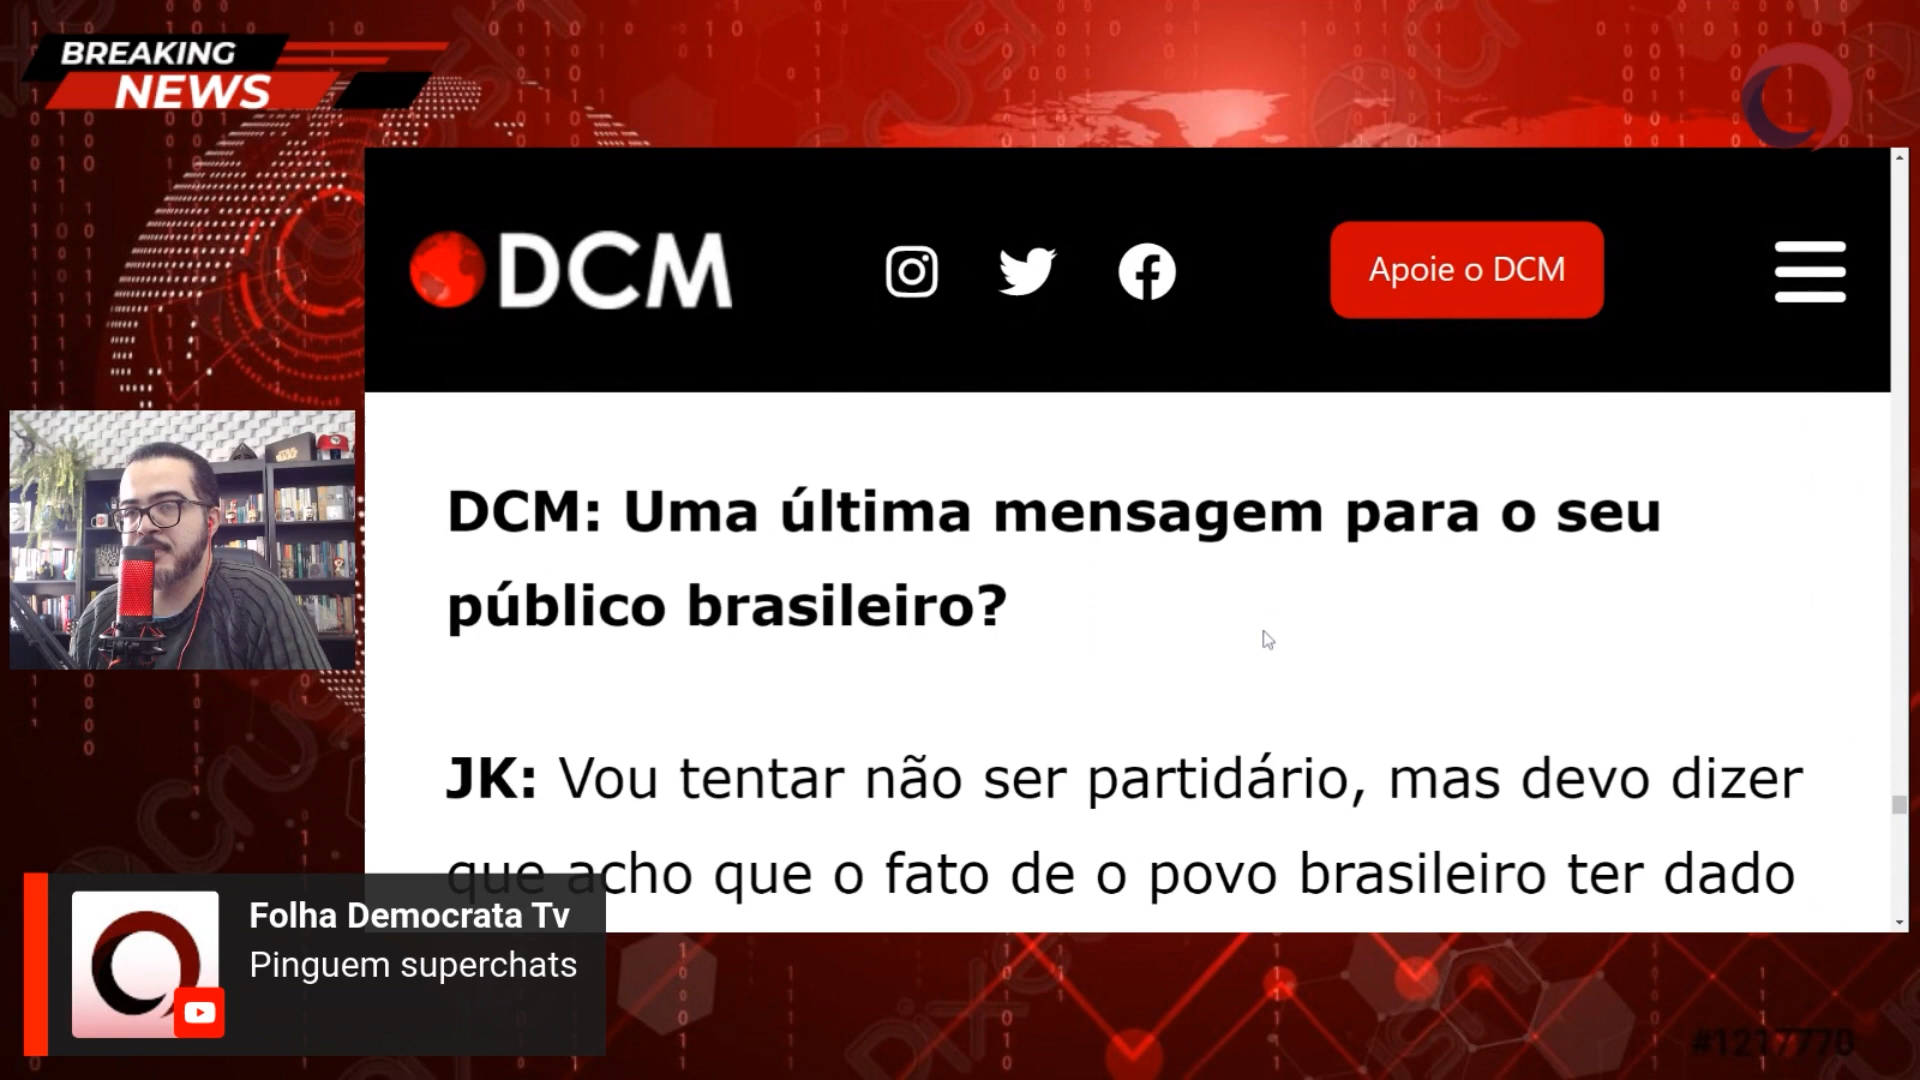 BREAKING
NEWS
DCM
Apoie o DCM
DCM: Uma última mensagem para o seu
público brasileiro?
JK: Vou tentar não ser partidário, mas devo dizer
que acho que o fato de o povo brasileiro ter dado
Folha Democrata Tv
Pinguem superchats
#1217770